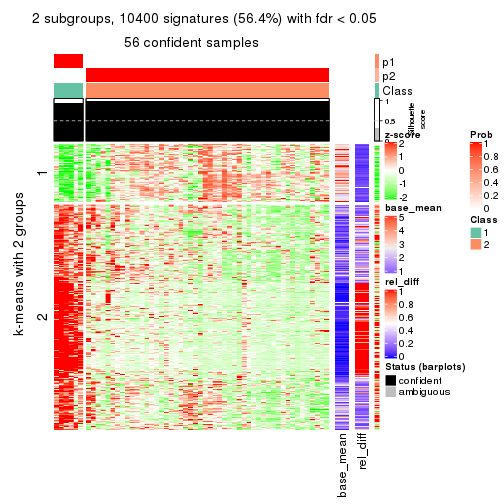 2 subgroups, 10400 signatures (56.4%) with fdr < 0.05
56 confident samples
p1
p2
Class
1
0.5
Silhouette
score
k-means with 2 groups
1
2
base_mean
rel_diff
z-score
2
1
0
-1
-2
base_mean
5
4
3
2
1
rel_diff
1
0.8
0.6
0.4
0.2
0
Status (barplots)
confident
ambiguous
Prob
1
0.8
0.6
0.4
0.2
0
Class
1
2